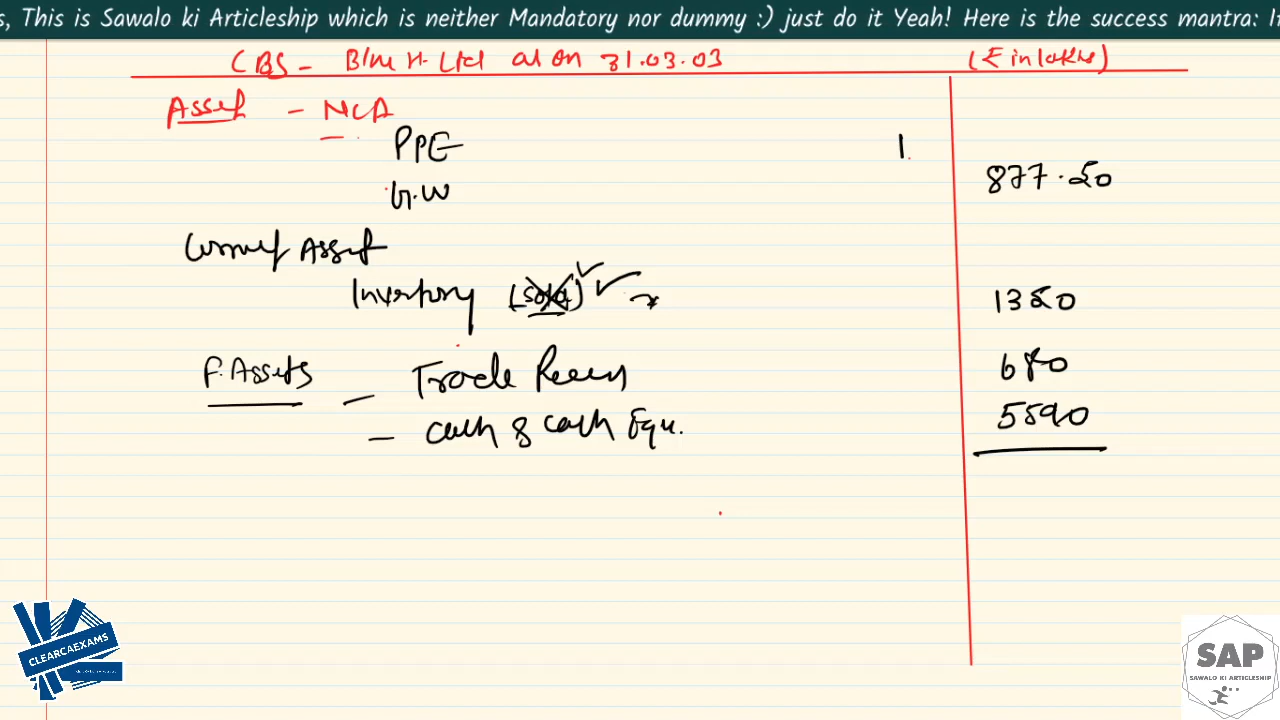 s, This is Sawalo ki Articleship which is neither Mandatory nor dummy :) just do it Yeah! Here is the success mantra: I
CBS - Blue H. Ltd as on 31.03.03 (₹ in lakhs)
Asset - NCA
PPE 1
G.W 877.50
Current Asset
Inventory 1350
F. Assets - Trade 680
- Cash & Cash Equ. 5590
CLEARCAEXAMS
SAP
SAWALO KI ARTICLESHIP